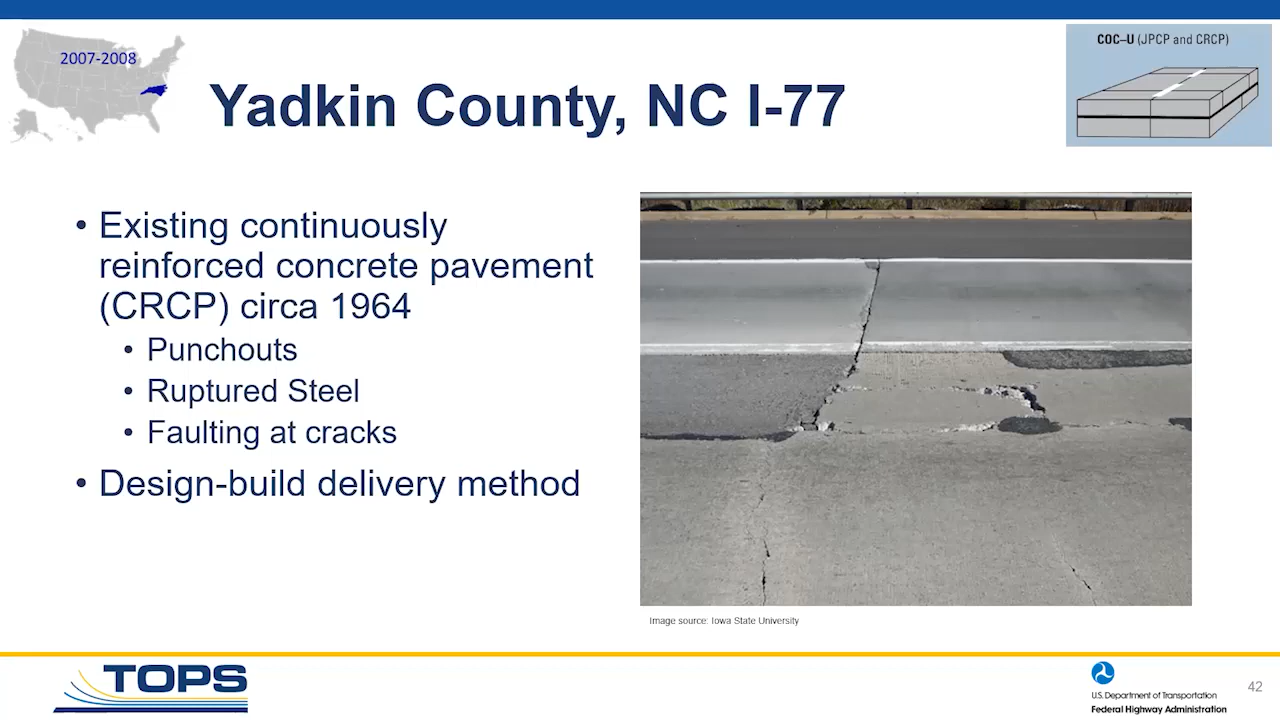 2007-2008
COC–U (JPCP and CRCP)
Yadkin County, NC I-77
• Existing continuously
reinforced concrete pavement
(CRCP) circa 1964
• Punchouts
• Ruptured Steel
• Faulting at cracks
• Design-build delivery method
Image source: Iowa State University
TOPS
U.S. Department of Transportation
Federal Highway Administration
42